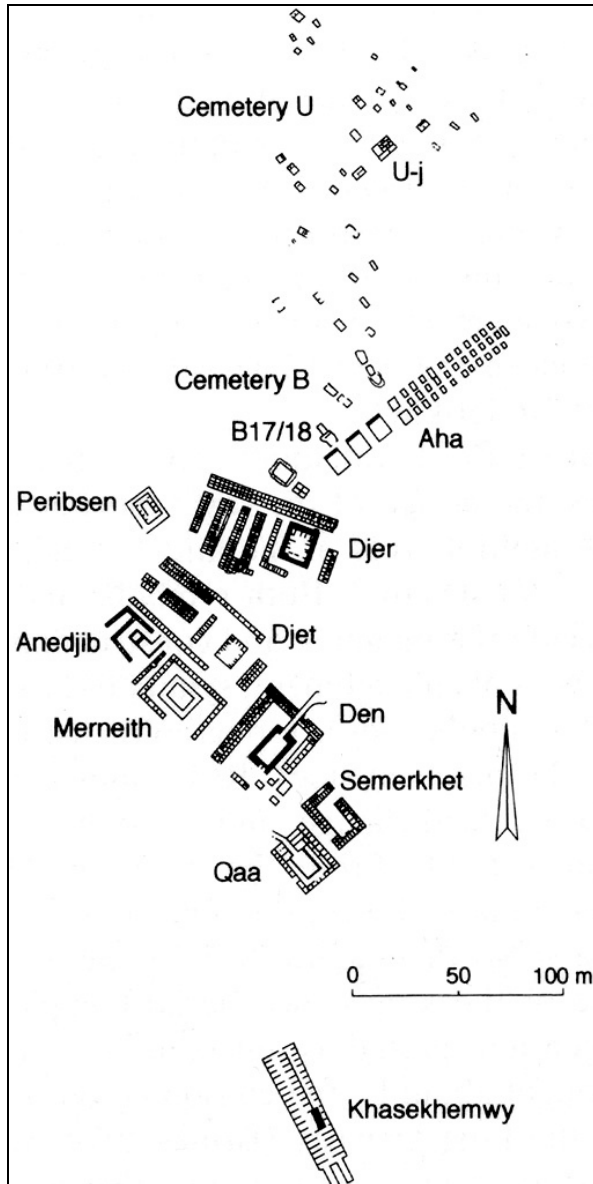 Cemetery U
U-j
Cemetery B
B17/18
Aha
Peribsen
Djer
Anedjib
Djet
Merneith
Den
N
Semerkhet
Qaa
0 50 100 m
Khasekhemwy